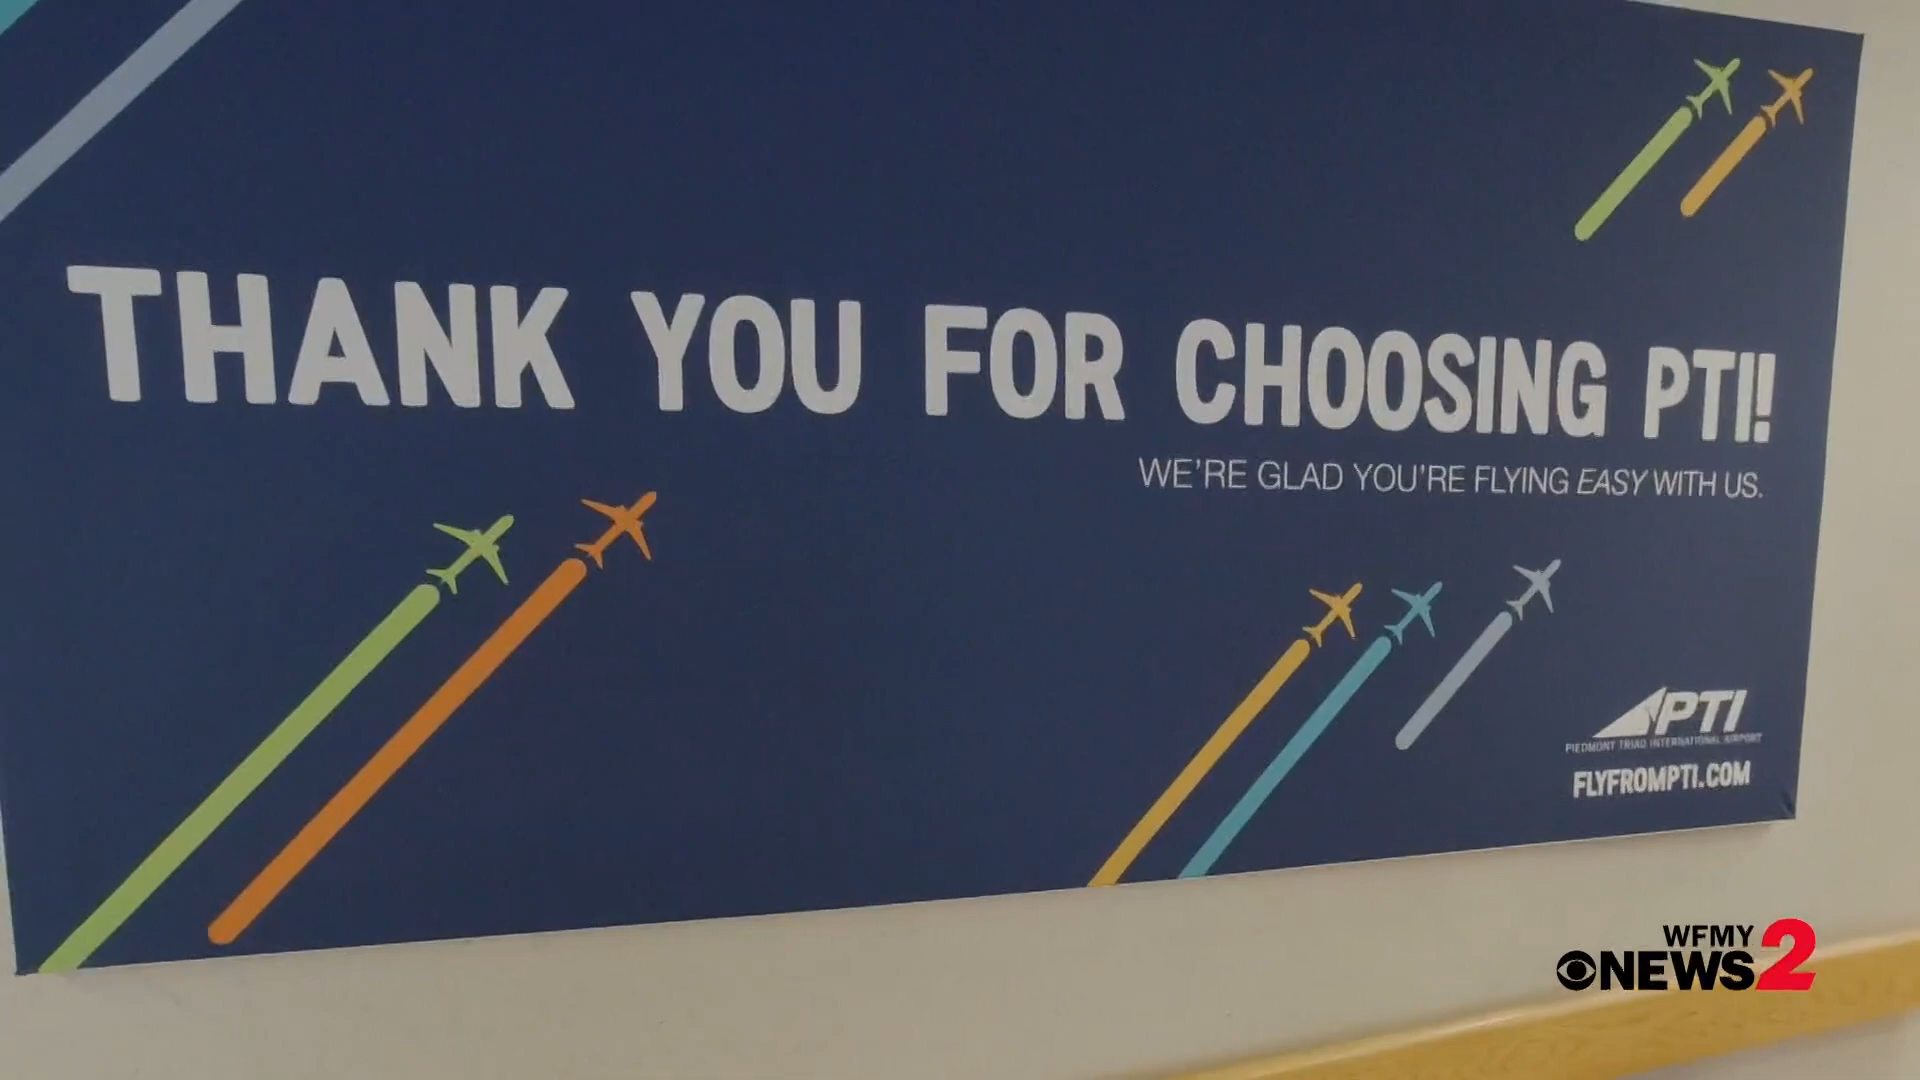 THANK YOU FOR CHOOSING PTI!
WE'RE GLAD YOU'RE FLYING EASY WITH US.
PTI
PIEDMONT TRIAD INTERNATIONAL AIRPORT
FLYFROMPTI.COM
WFMY
NEWS 2